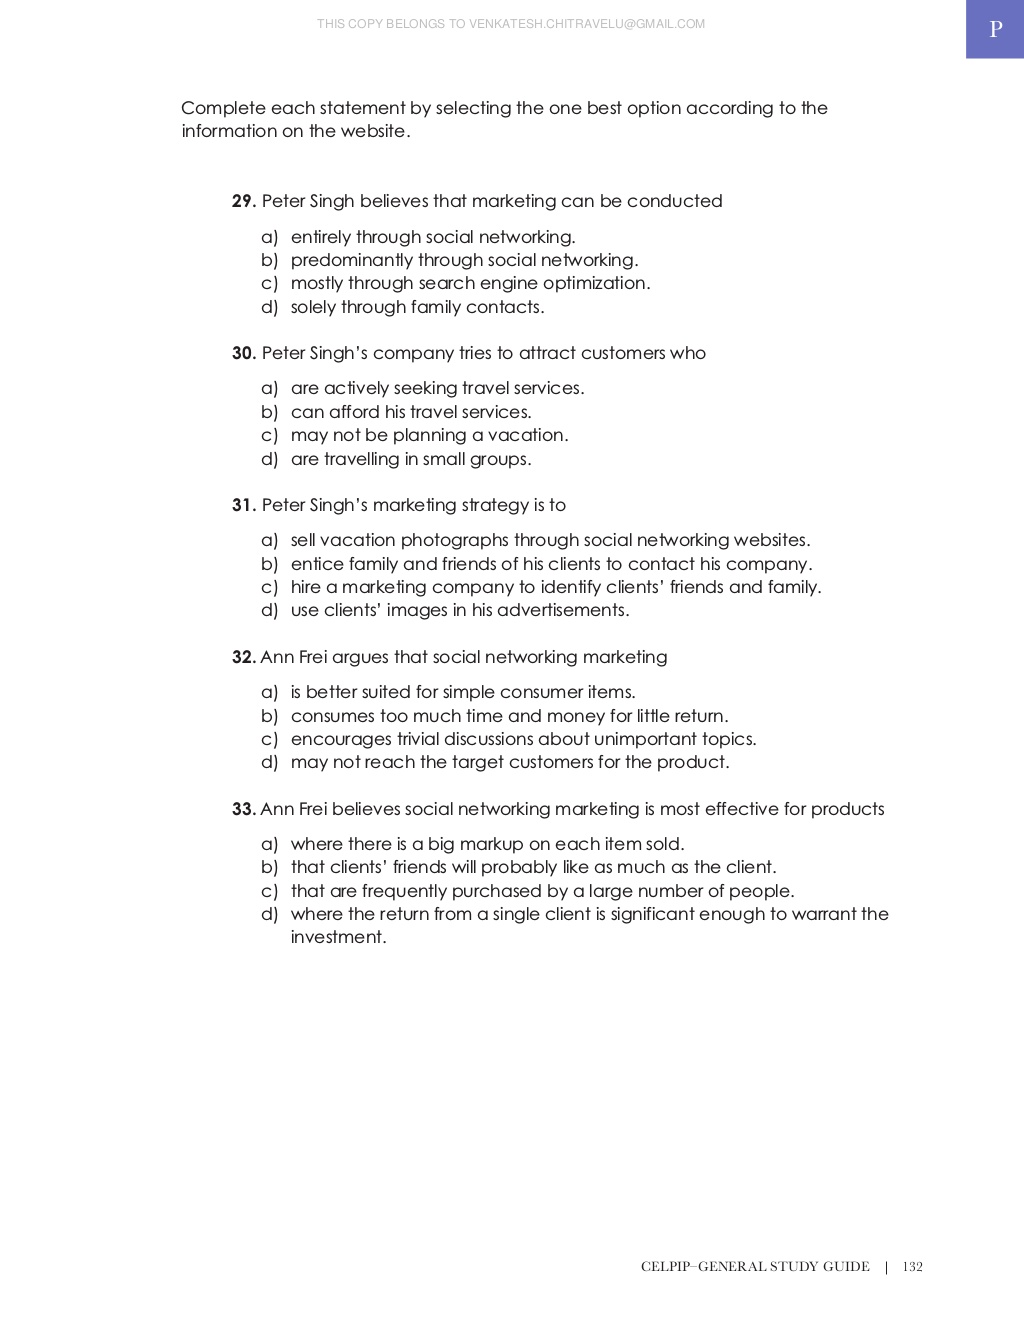 THIS COPY BELONGS TO VENKATESH.CHITRAVELU@GMAIL.COM
P
Complete each statement by selecting the one best option according to the
information on the website.
29. Peter Singh believes that marketing can be conducted
a) entirely through social networking.
b) predominantly through social networking.
c) mostly through search engine optimization.
d) solely through family contacts.
30. Peter Singh’s company tries to attract customers who
a) are actively seeking travel services.
b) can afford his travel services.
c) may not be planning a vacation.
d) are travelling in small groups.
31. Peter Singh’s marketing strategy is to
a) sell vacation photographs through social networking websites.
b) entice family and friends of his clients to contact his company.
c) hire a marketing company to identify clients’ friends and family.
d) use clients’ images in his advertisements.
32. Ann Frei argues that social networking marketing
a) is better suited for simple consumer items.
b) consumes too much time and money for little return.
c) encourages trivial discussions about unimportant topics.
d) may not reach the target customers for the product.
33. Ann Frei believes social networking marketing is most effective for products
a) where there is a big markup on each item sold.
b) that clients’ friends will probably like as much as the client.
c) that are frequently purchased by a large number of people.
d) where the return from a single client is significant enough to warrant the
investment.
CELPIP–GENERAL STUDY GUIDE | 132